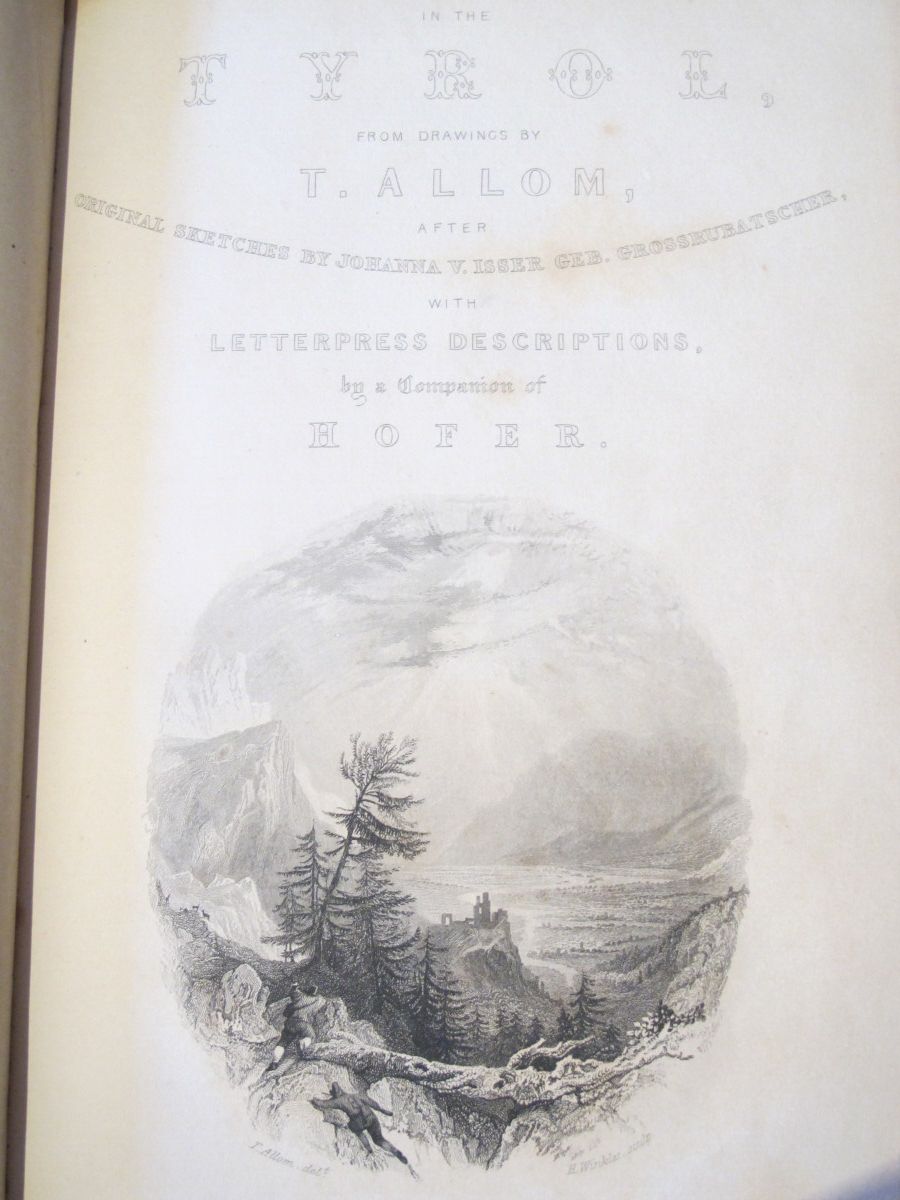 IN THE
TYROL,
FROM DRAWINGS BY
T. ALLOM,
ORIGINAL SKETCHES BY JOHANNA V. ISSER GEB. GROSSRUBATSCHER,
AFTER
WITH
LETTERPRESS DESCRIPTIONS,
by a Companion of
HOFER.
T. Allom delt.
H. Winkles sculpt.